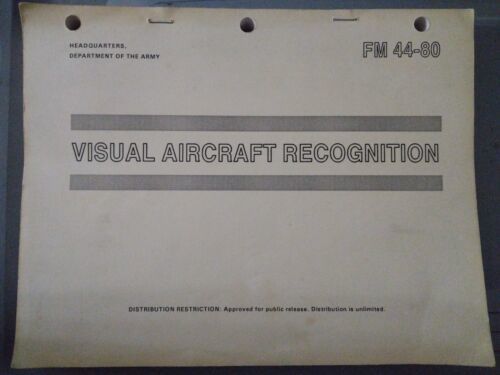 HEADQUARTERS,
DEPARTMENT OF THE ARMY
FM 44-80
VISUAL AIRCRAFT RECOGNITION
DISTRIBUTION RESTRICTION: Approved for public release. Distribution is unlimited.